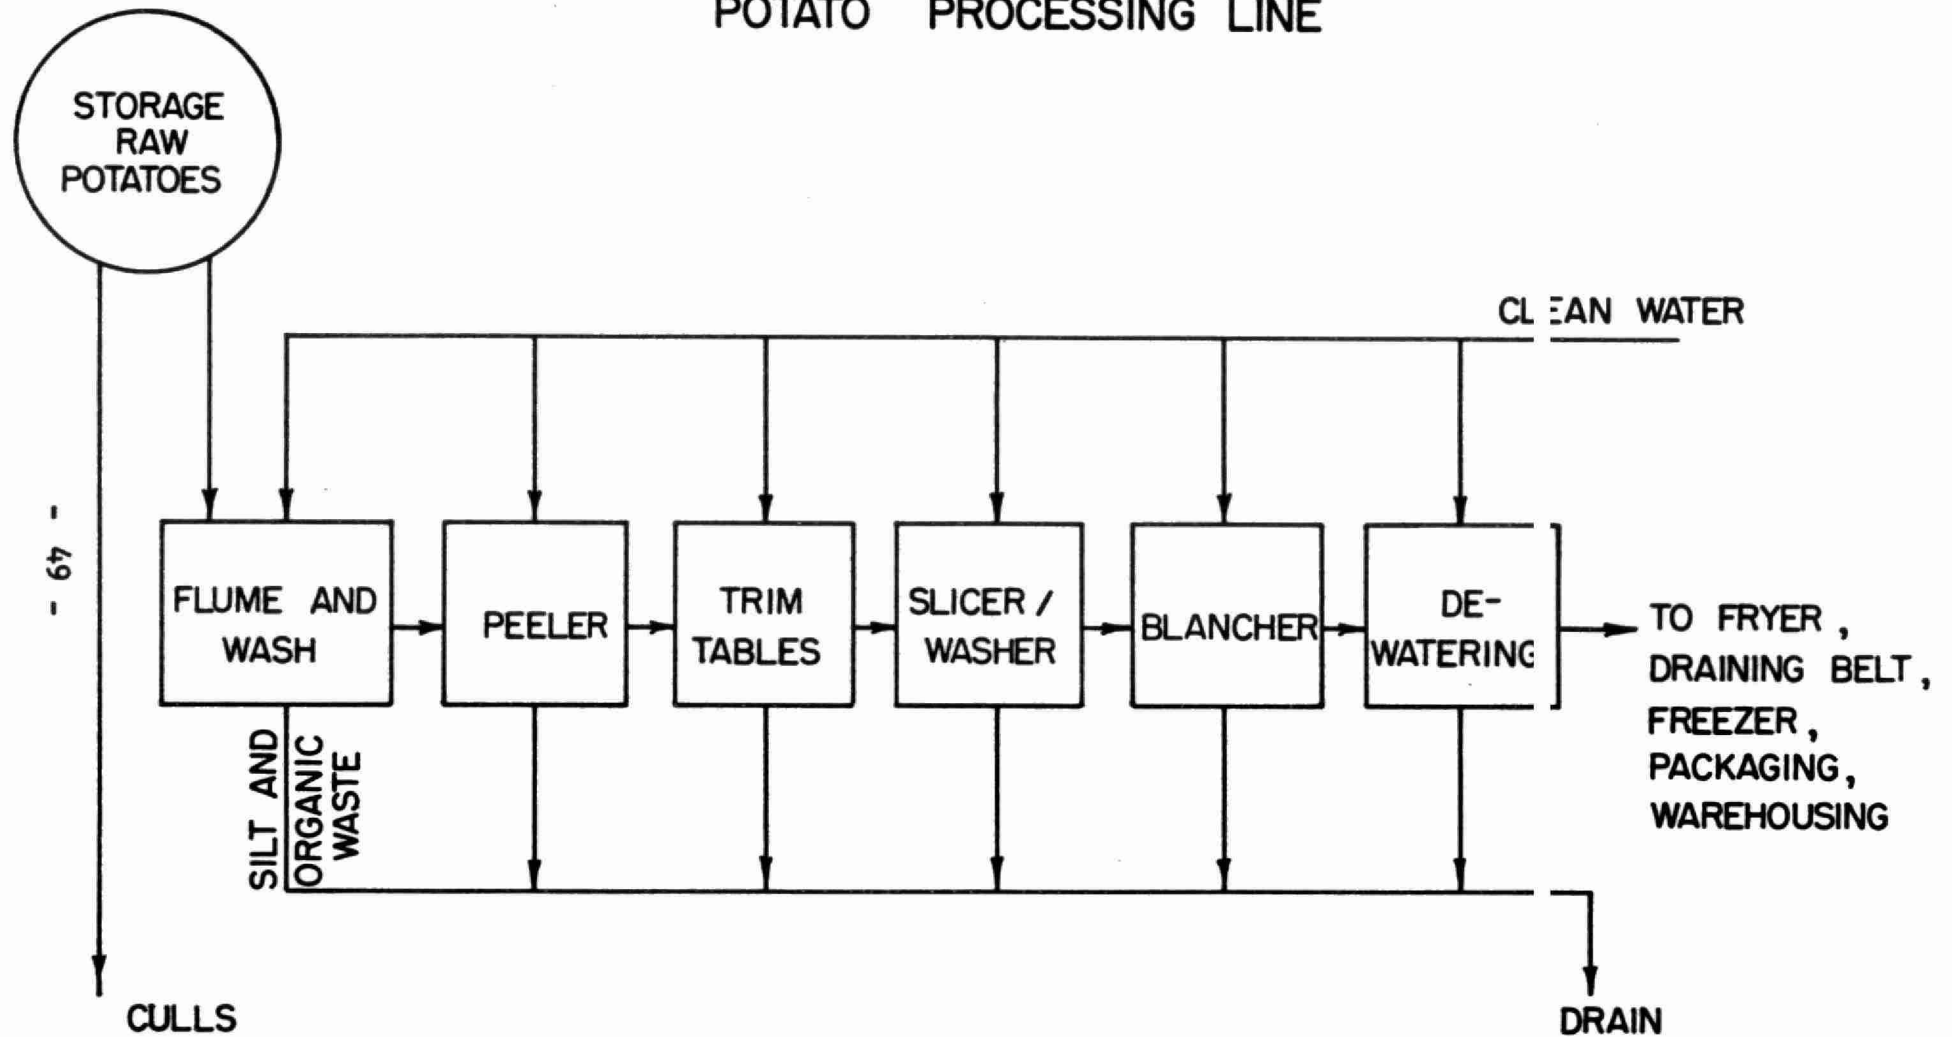 POTATO PROCESSING LINE
STORAGE
RAW
POTATOES
CLEAN WATER
- 49 -
FLUME AND
WASH
PEELER
TRIM
TABLES
SLICER /
WASHER
BLANCHER
DE-
WATERING
TO FRYER,
DRAINING BELT,
FREEZER,
PACKAGING,
WAREHOUSING
SILT AND
ORGANIC
WASTE
CULLS
DRAIN